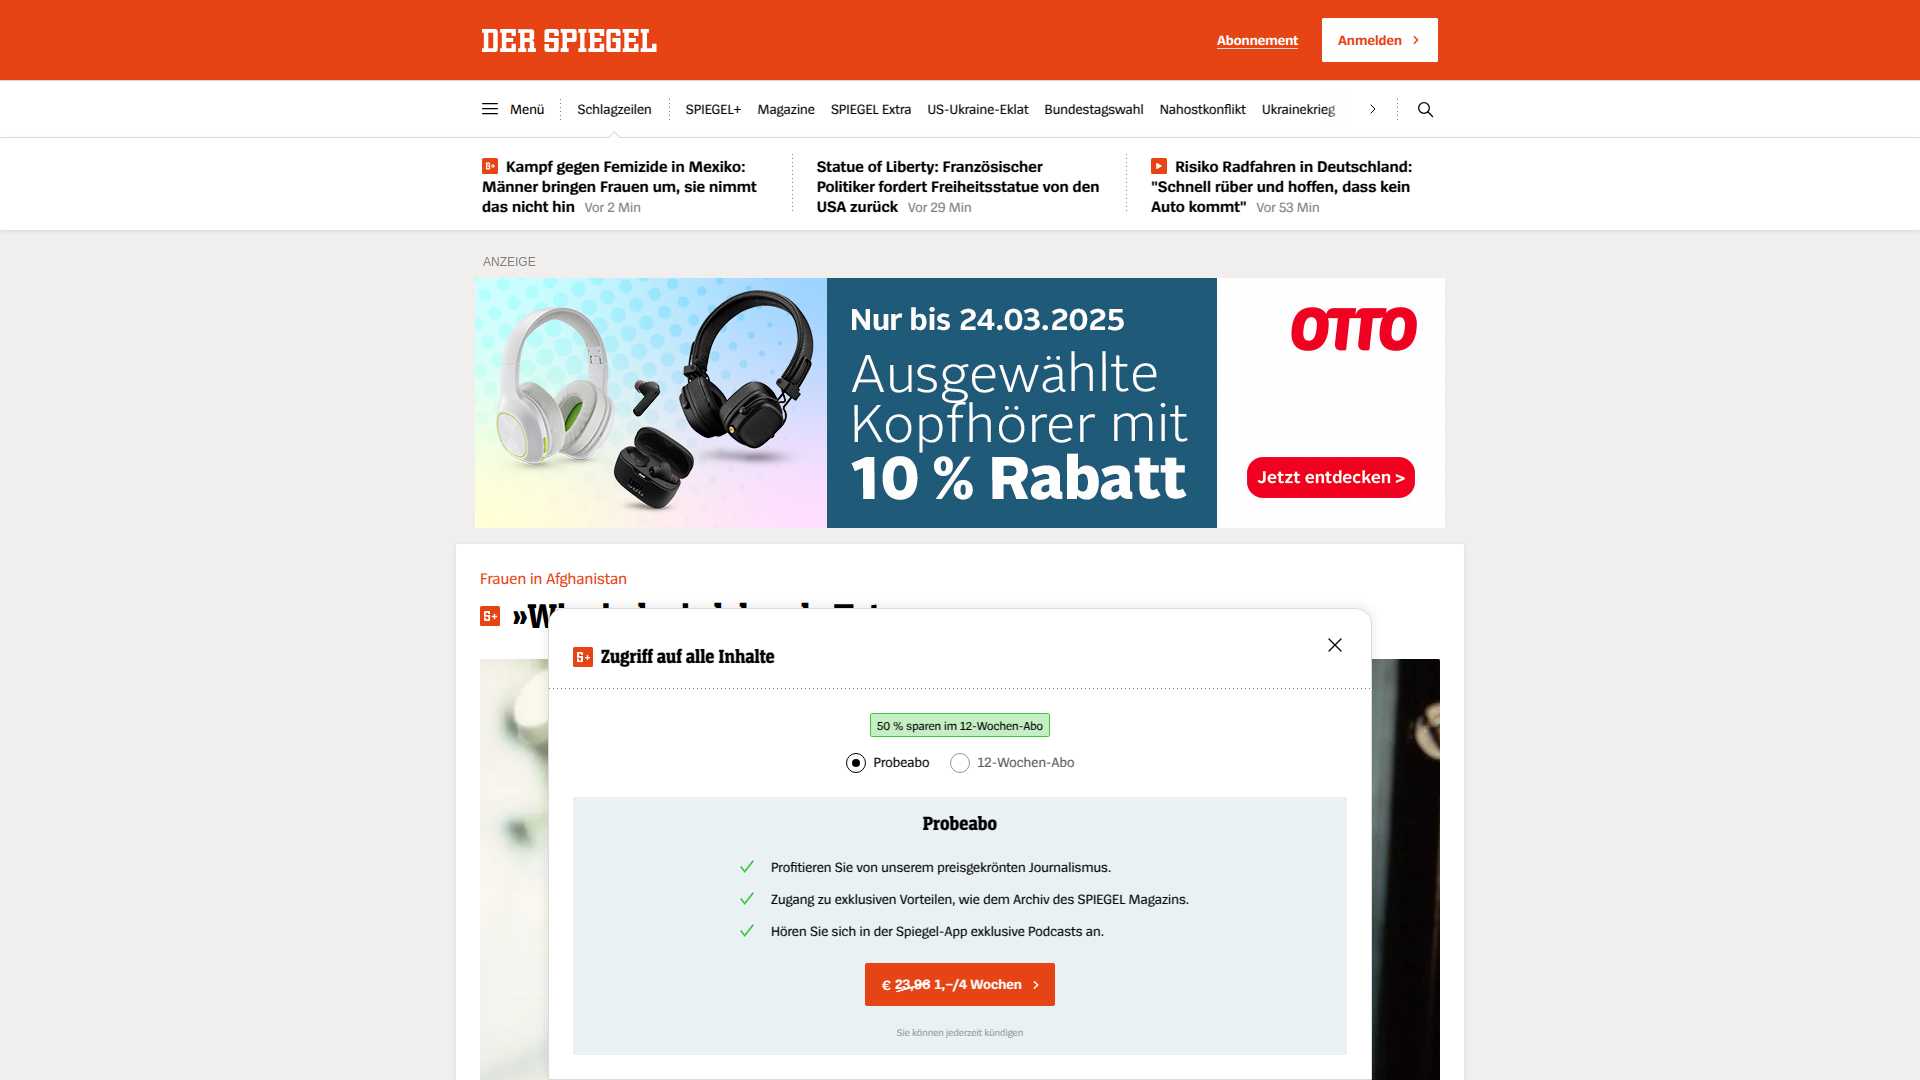 DER SPIEGEL
Abonnement
Anmelden
Menü
Schlagzeilen
SPIEGEL+
Magazine
SPIEGEL Extra
US-Ukraine-Eklat
Bundestagswahl
Nahostkonflikt
Ukrainekrieg
Kampf gegen Femizide in Mexiko:
Männer bringen Frauen um, sie nimmt
das nicht hin Vor 2 Min
Statue of Liberty: Französischer
Politiker fordert Freiheitsstatue von den
USA zurück Vor 29 Min
Risiko Radfahren in Deutschland:
"Schnell rüber und hoffen, dass kein
Auto kommt" Vor 53 Min
ANZEIGE
Nur bis 24.03.2025
Ausgewählte
Kopfhörer mit
10 % Rabatt
OTTO
Jetzt entdecken >
Frauen in Afghanistan
Zugriff auf alle Inhalte
50 % sparen im 12-Wochen-Abo
Probeabo
12-Wochen-Abo
Probeabo
Profitieren Sie von unserem preisgekrönten Journalismus.
Zugang zu exklusiven Vorteilen, wie dem Archiv des SPIEGEL Magazins.
Hören Sie sich in der Spiegel-App exklusive Podcasts an.
€ 23,96 1,–/4 Wochen
Sie können jederzeit kündigen